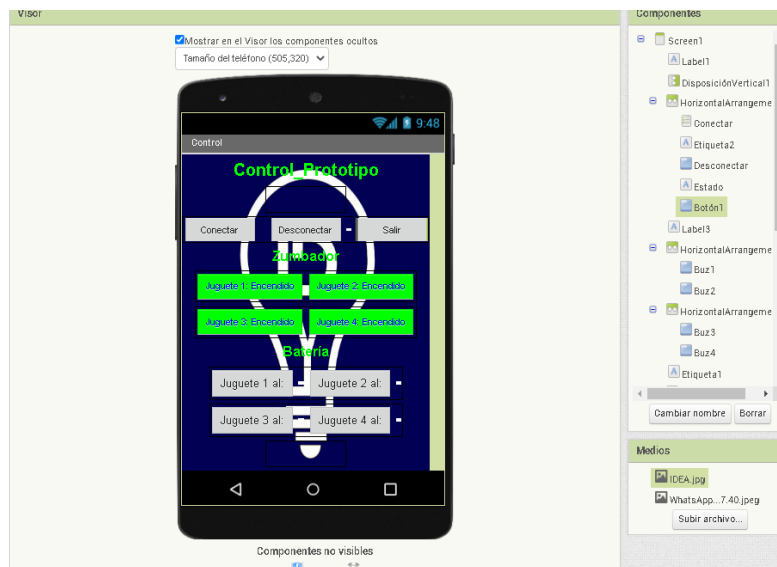 Visor
Mostrar en el Visor los componentes ocultos
Tamaño del teléfono (505,320)
9:48
Control
Control_Prototipo
Conectar
Desconectar
-
Salir
Zumbador
Juguete 1: Encendido
Juguete 2: Encendido
Juguete 3: Encendido
Juguete 4: Encendido
Batería
Juguete 1 al:
-
Juguete 2 al:
-
Juguete 3 al:
-
Juguete 4 al:
-
Componentes no visibles
Componentes
Screen1
Label1
DisposiciónVertical1
HorizontalArrangeme
Conectar
Etiqueta2
Desconectar
Estado
Botón1
Label3
HorizontalArrangeme
Buz1
Buz2
HorizontalArrangeme
Buz3
Buz4
Etiqueta1
Cambiar nombre
Borrar
Medios
IDEA.jpg
WhatsApp...7.40.jpeg
Subir archivo...